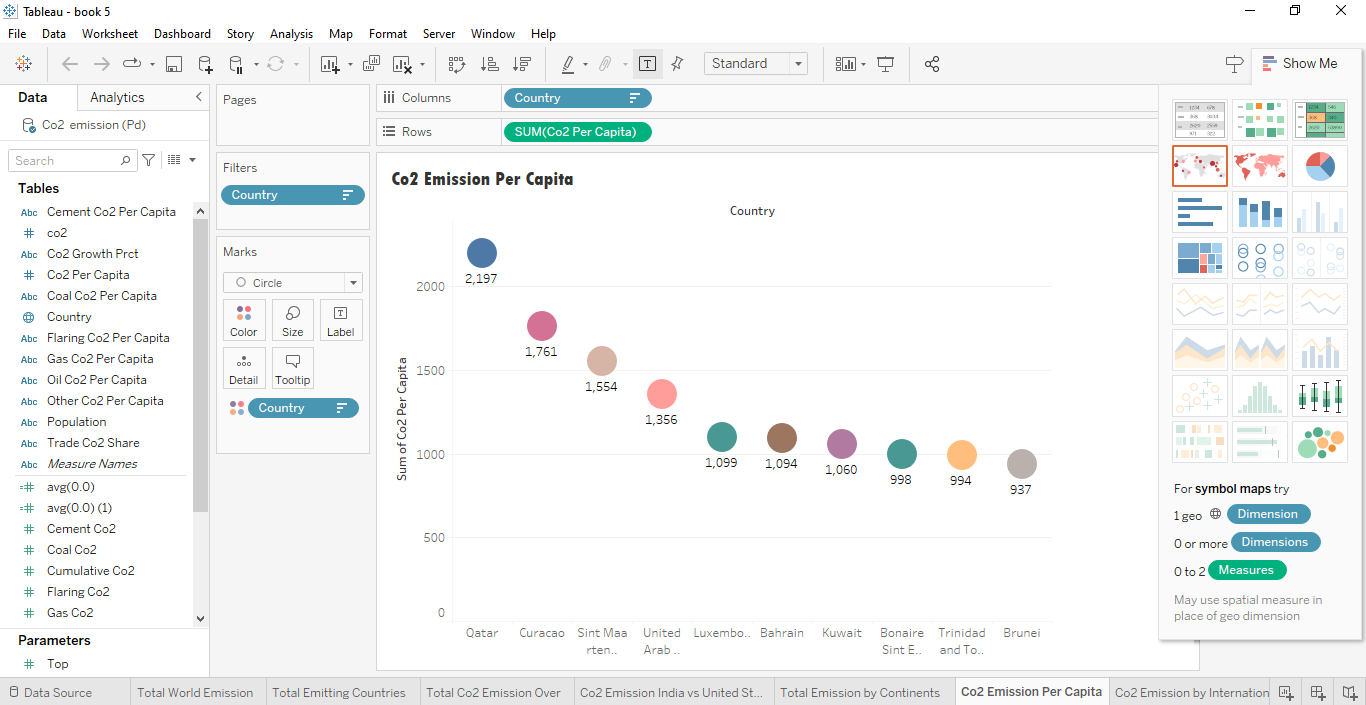 Tableau - book 5
File Data Worksheet Dashboard Story Analysis Map Format Server Window Help
Standard
Show Me
Data Analytics
Co2 emission (Pd)
Search
Tables
Abc Cement Co2 Per Capita
# co2
Abc Co2 Growth Prct
# Co2 Per Capita
Abc Coal Co2 Per Capita
Country
Abc Flaring Co2 Per Capita
Abc Gas Co2 Per Capita
Abc Oil Co2 Per Capita
Abc Other Co2 Per Capita
Abc Population
Abc Trade Co2 Share
Abc Measure Names
=# avg(0.0)
=# avg(0.0) (1)
# Cement Co2
# Coal Co2
# Cumulative Co2
# Flaring Co2
# Gas Co2
Parameters
# Top
Pages
Filters
Country
Marks
Circle
Color Size Label
Detail Tooltip
Country
Columns Country
Rows SUM(Co2 Per Capita)
Co2 Emission Per Capita
Country
Sum of Co2 Per Capita
2000
1500
1000
500
0
2,197
1,761
1,554
1,356
1,099
1,094
1,060
998
994
937
Qatar Curacao Sint Maa United Luxembo.. Bahrain Kuwait Bonaire Trinidad Brunei
rten.. Arab .. Sint E.. and To..
For symbol maps try
1 geo Dimension
0 or more Dimensions
0 to 2 Measures
May use spatial measure in
place of geo dimension
Data Source Total World Emission Total Emitting Countries Total Co2 Emission Over Co2 Emission India vs United St... Total Emission by Continents Co2 Emission Per Capita Co2 Emission by Internation